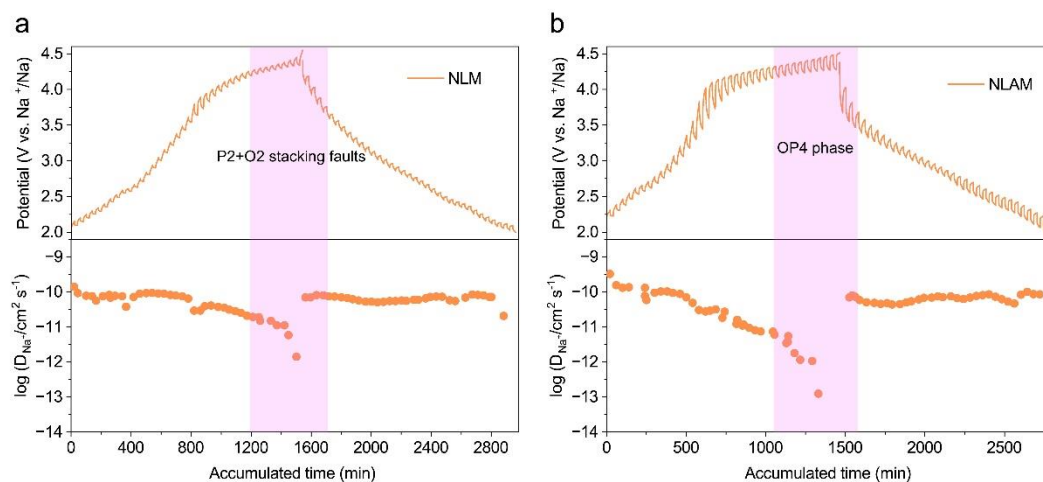 a
4.5
4.0
3.5
3.0
2.5
2.0
Potential (V vs. Na⁺/Na)
NLM
P2+O2 stacking faults
−9
−10
−11
−12
−13
−14
log (D_Na⁻/cm² s⁻¹)
0 400 800 1200 1600 2000 2400 2800
Accumulated time (min)
b
4.5
4.0
3.5
3.0
2.5
2.0
Potential (V vs. Na⁺/Na)
NLAM
OP4 phase
−9
−10
−11
−12
−13
−14
log (D_Na⁻/cm² s⁻¹)
0 500 1000 1500 2000 2500
Accumulated time (min)